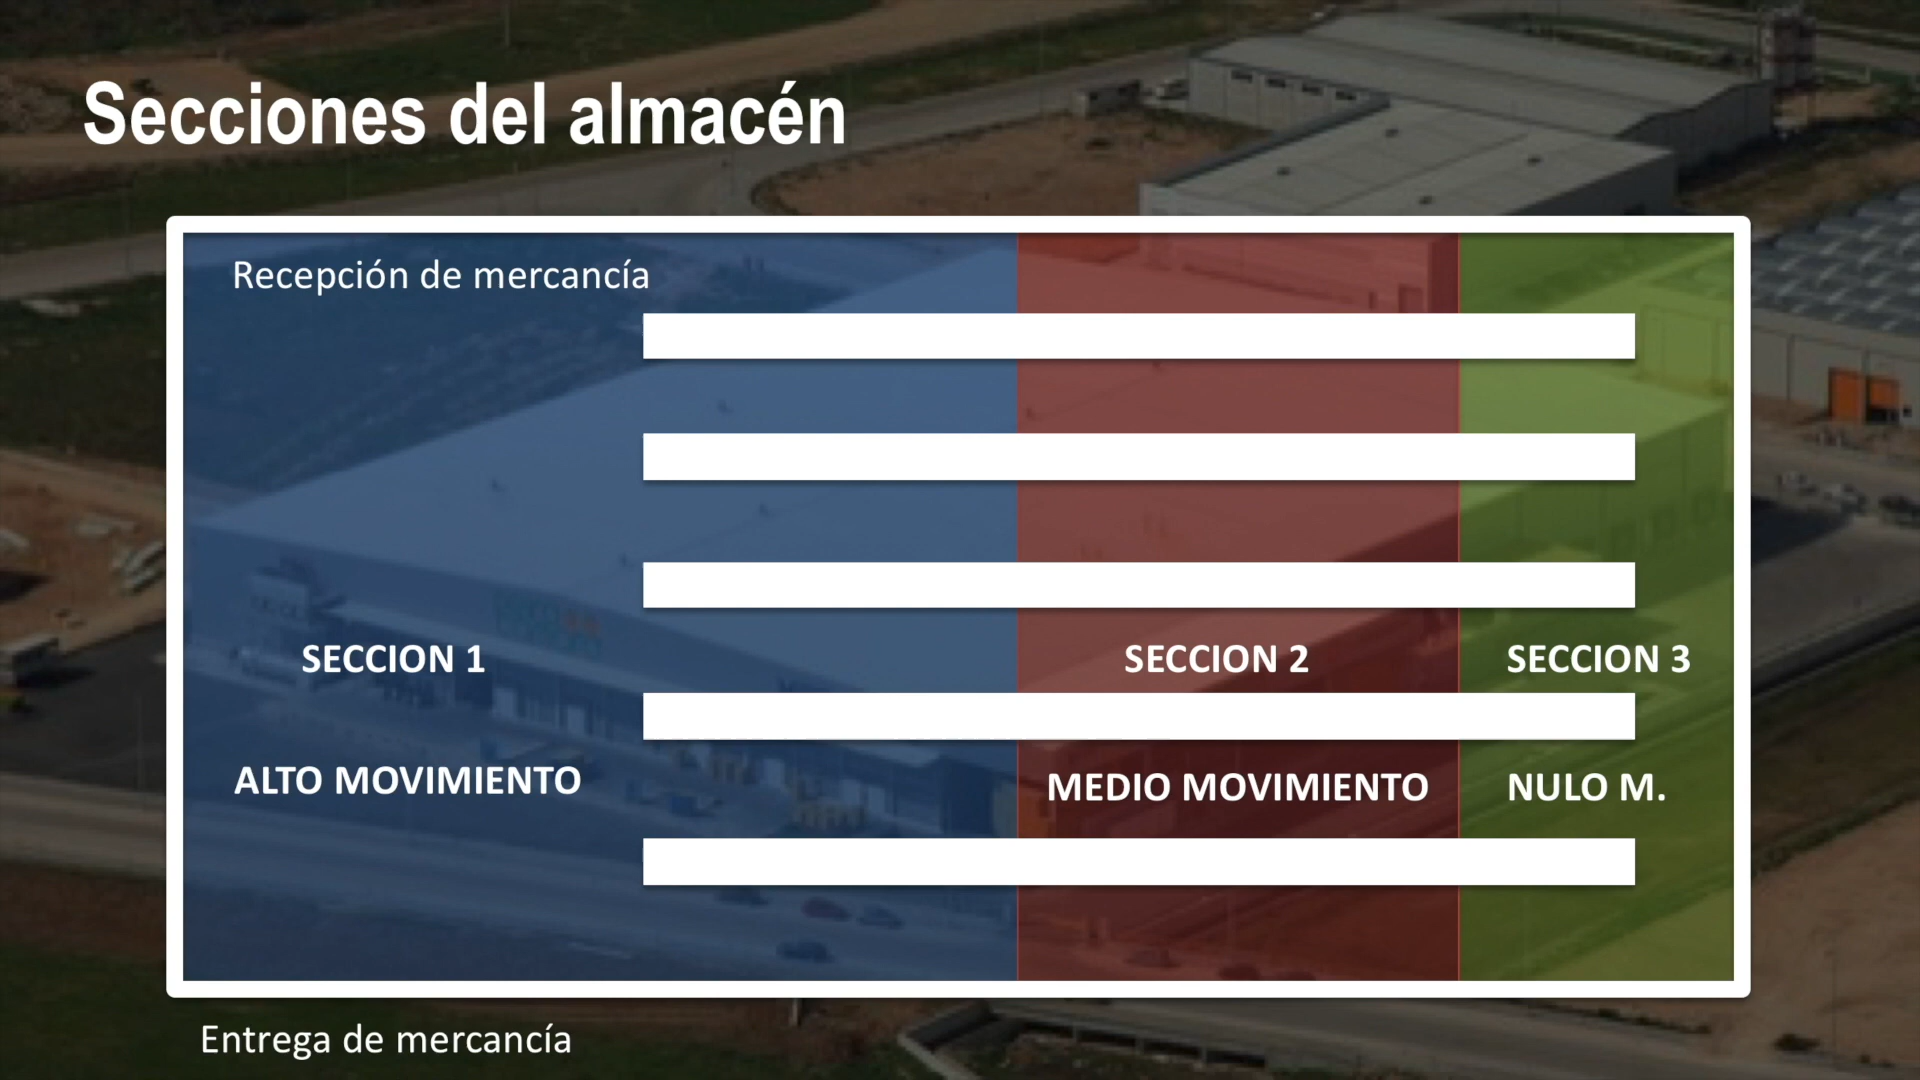 Secciones del almacén
Recepción de mercancía
SECCION 1
SECCION 2
SECCION 3
ALTO MOVIMIENTO
MEDIO MOVIMIENTO
NULO M.
Entrega de mercancía